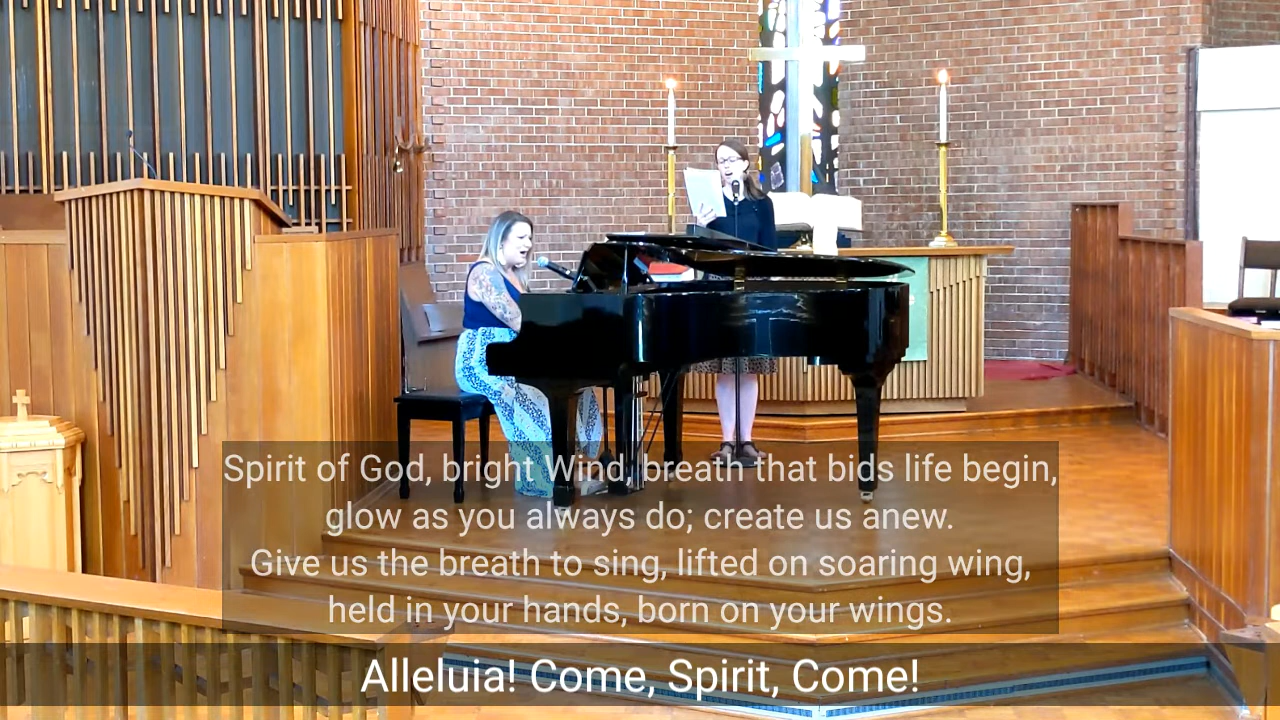 Spirit of God, bright Wind, breath that bids life begin,
glow as you always do; create us anew.
Give us the breath to sing, lifted on soaring wing,
held in your hands, born on your wings.
Alleluia! Come, Spirit, Come!